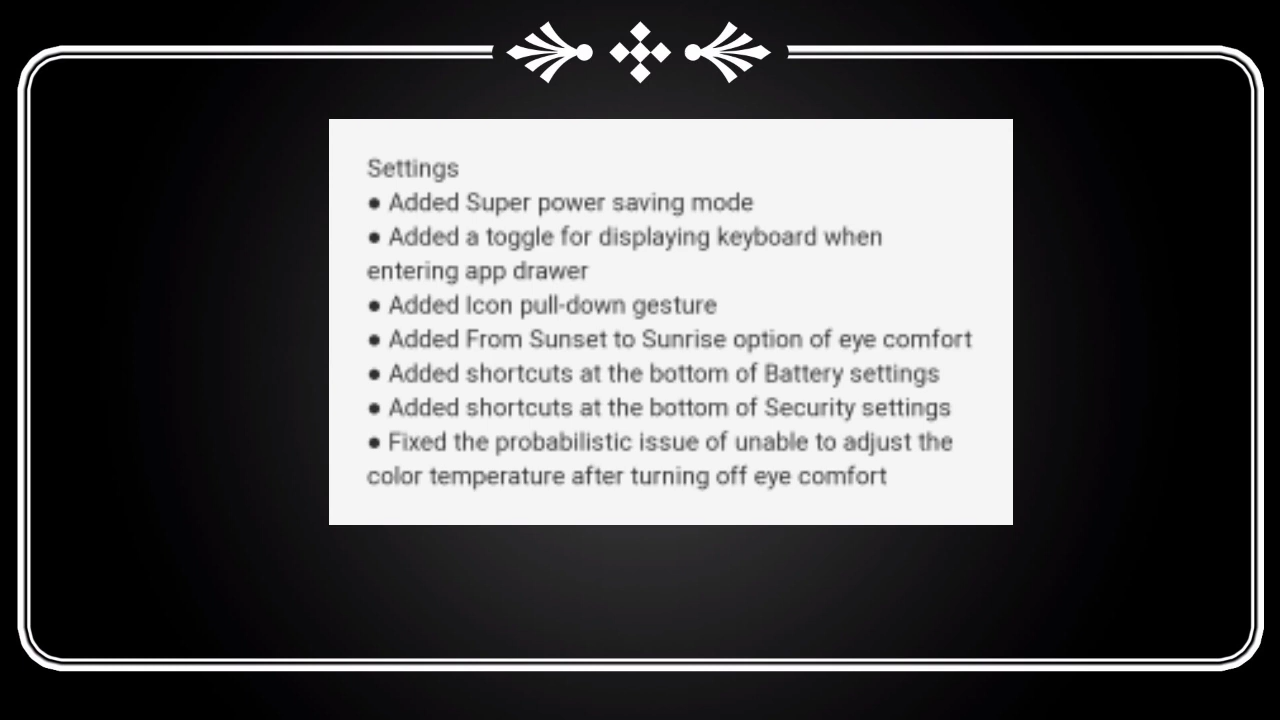 Settings
● Added Super power saving mode
● Added a toggle for displaying keyboard when
entering app drawer
● Added Icon pull-down gesture
● Added From Sunset to Sunrise option of eye comfort
● Added shortcuts at the bottom of Battery settings
● Added shortcuts at the bottom of Security settings
● Fixed the probabilistic issue of unable to adjust the
color temperature after turning off eye comfort